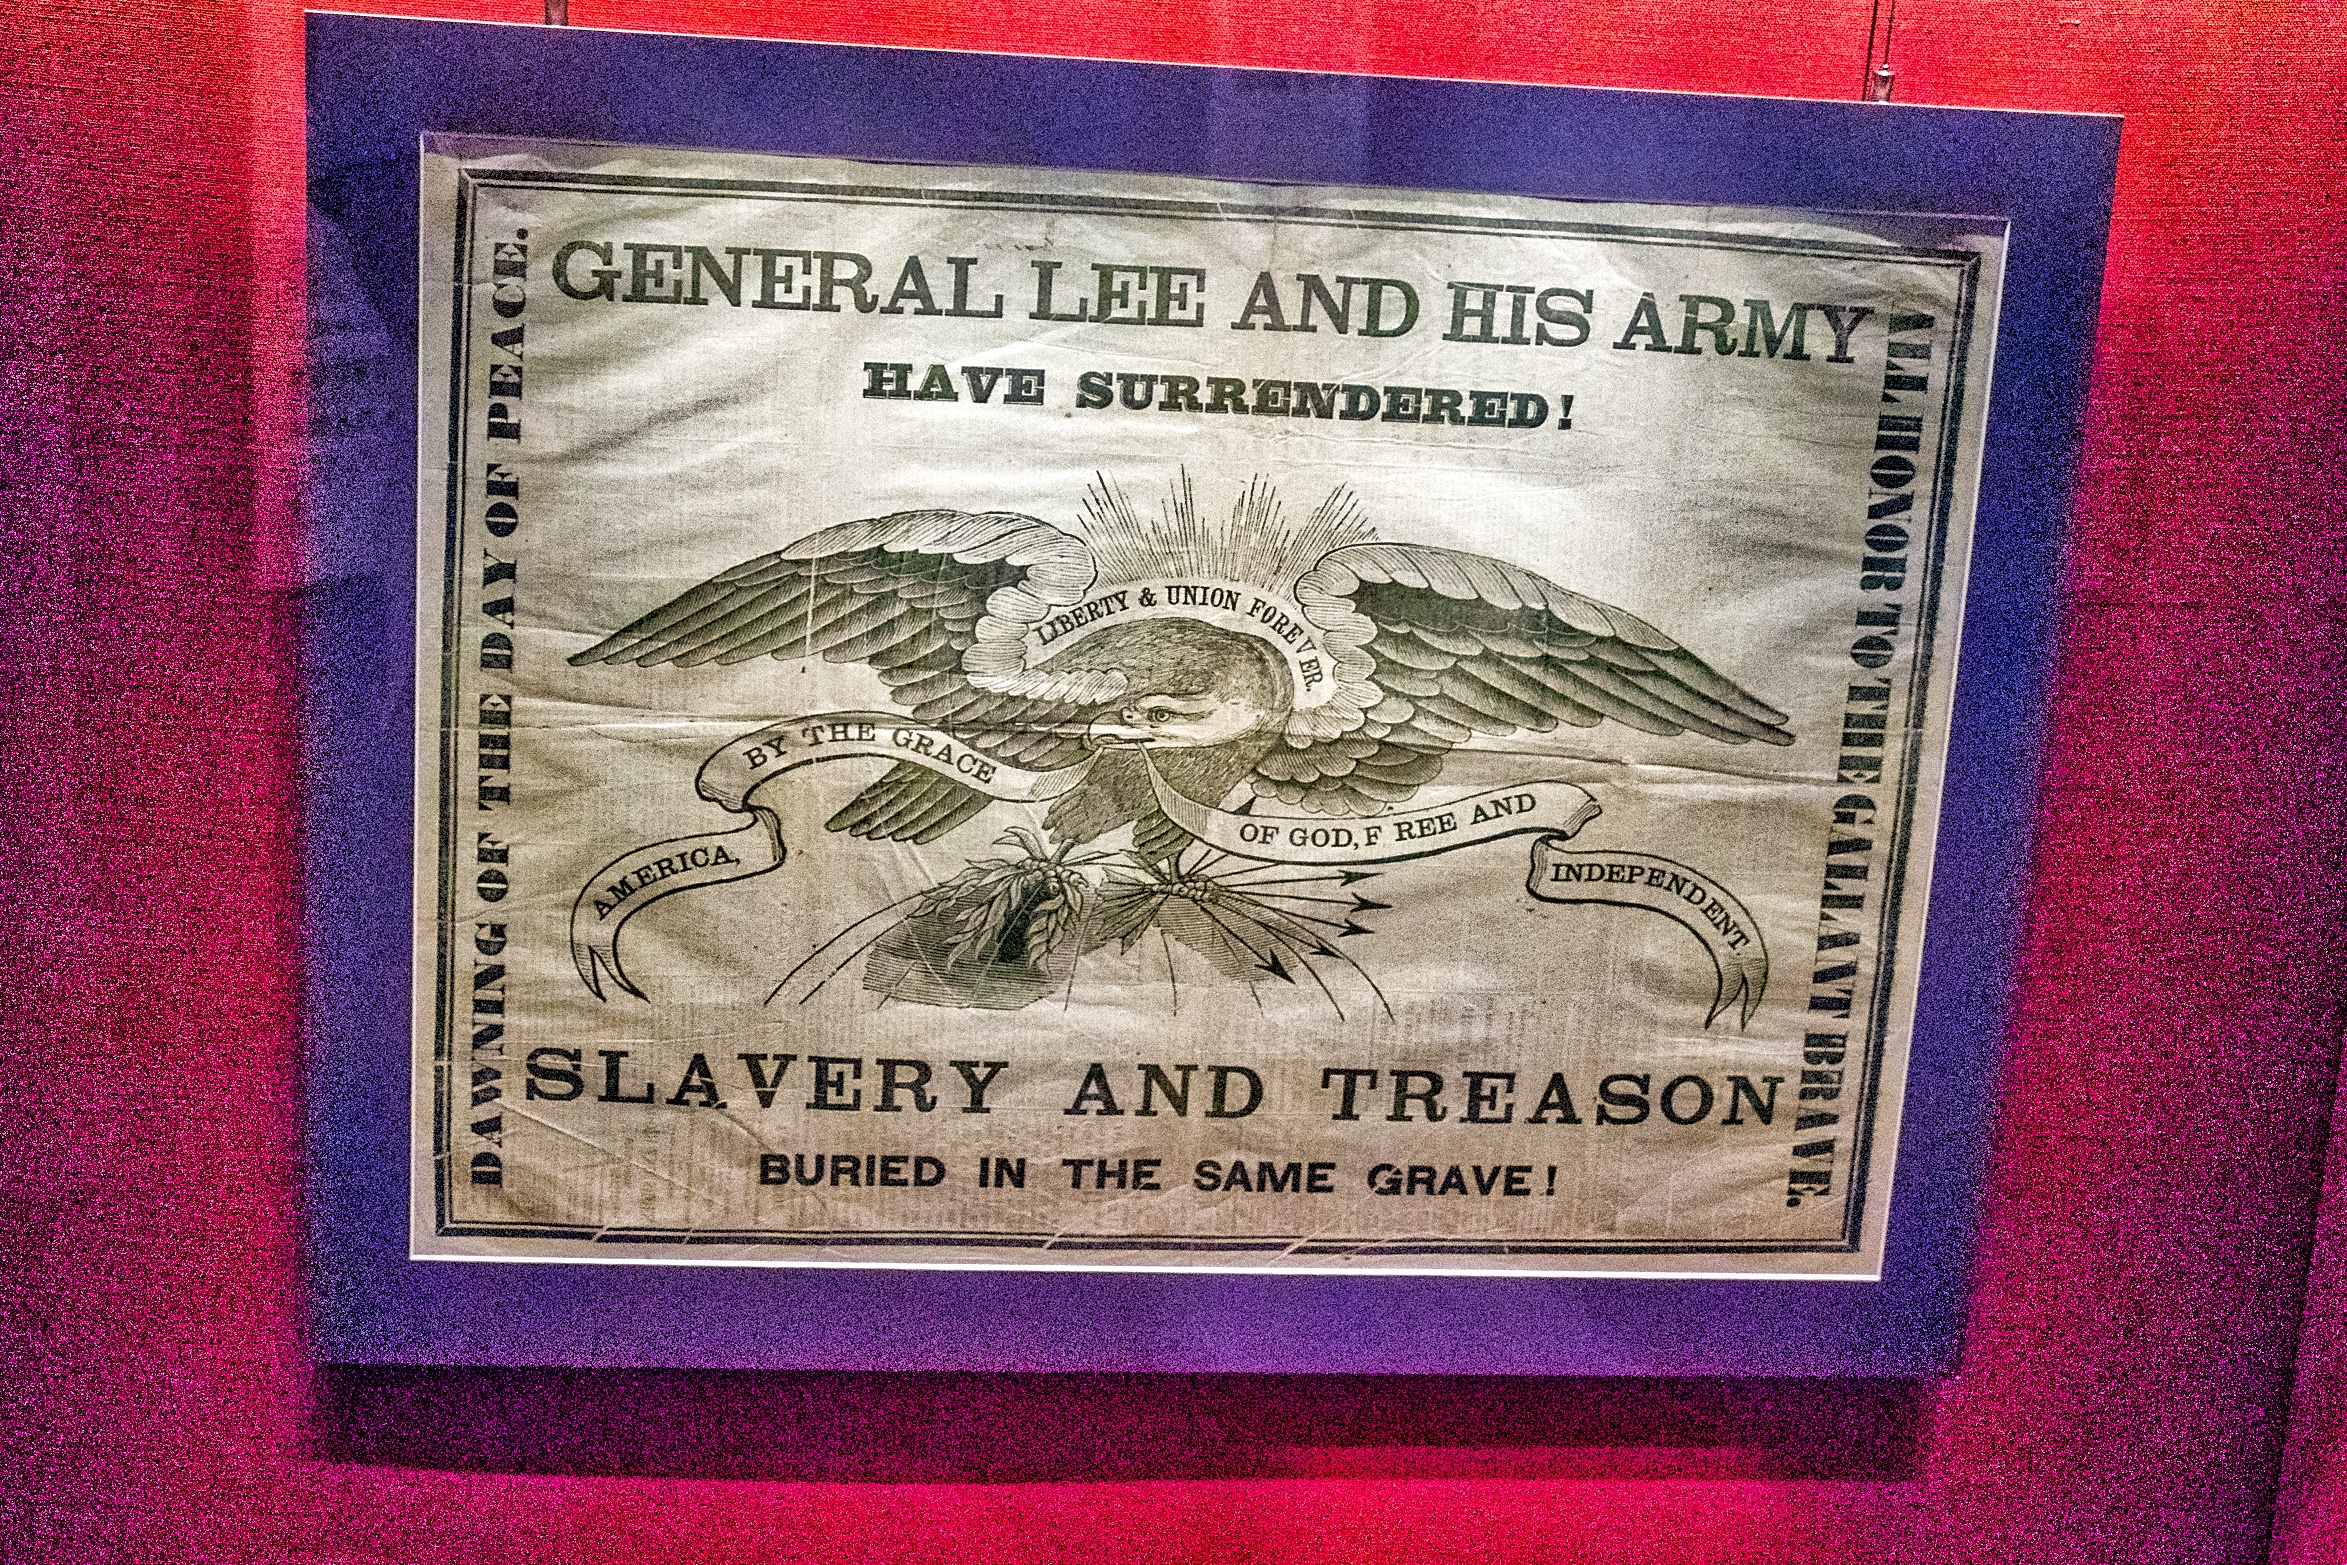 GENERAL LEE AND HIS ARMY
HAVE SURRENDERED!
DAWNING OF THE DAY OF PEACE.
ALL HONOR TO THE GALLANT BRAVE.
LIBERTY & UNION FOREVER.
AMERICA, BY THE GRACE OF GOD, F REE AND INDEPENDENT.
SLAVERY AND TREASON
BURIED IN THE SAME GRAVE!